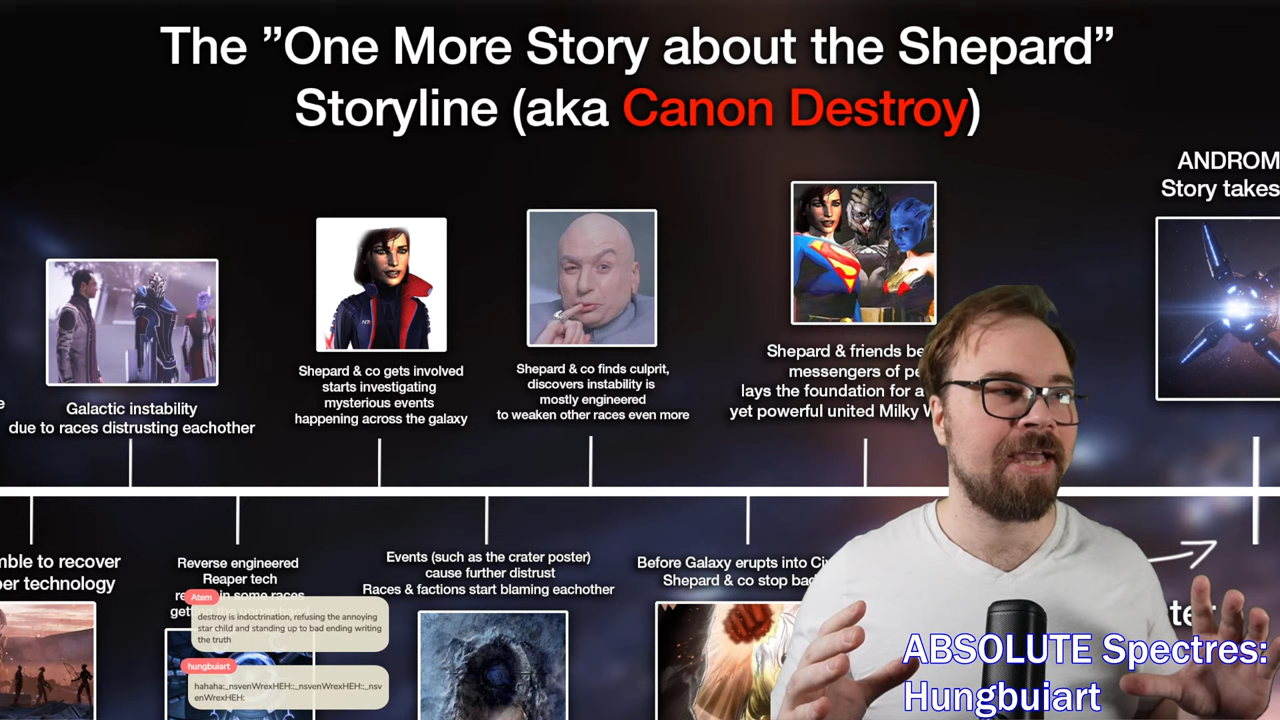 The ”One More Story about the Shepard”
Storyline (aka Canon Destroy)
ANDROM
Story takes
Galactic instability
due to races distrusting eachother
Shepard & co gets involved
starts investigating
mysterious events
happening across the galaxy
Shepard & co finds culprit,
discovers instability is
mostly engineered
to weaken other races even more
Shepard & friends be
messengers of pe
lays the foundation for a
yet powerful united Milky W
e
mble to recover
per technology
Reverse engineered
Reaper tech
in some races
Events (such as the crater poster)
cause further distrust
Races & factions start blaming eachother
Before Galaxy erupts into Ci
Shepard & co stop bad
Atem
destroy is indoctrination, refusing the annoying
star child and standing up to bad ending writing
the truth
hungbuiart
hahaha:_nsvenWrexHEH::_nsvenWrexHEH::_nsv
enWrexHEH:
N7
ter
ABSOLUTE Spectres:
Hungbuiart